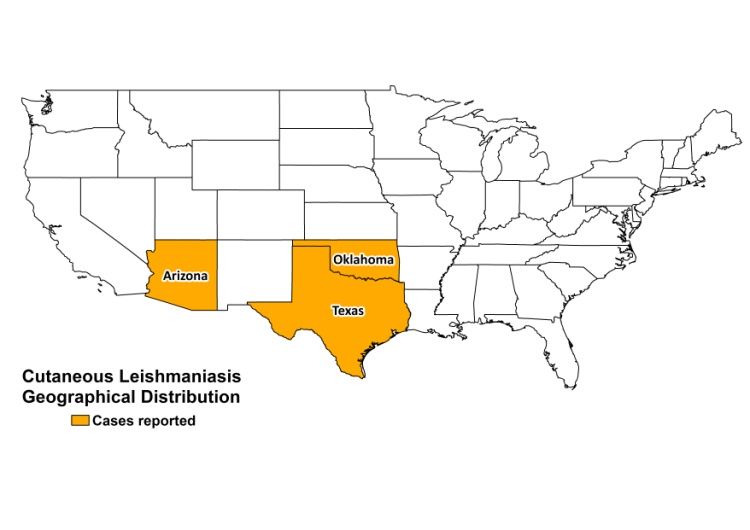 Oklahoma
Arizona
Texas
Cutaneous Leishmaniasis
Geographical Distribution
Cases reported